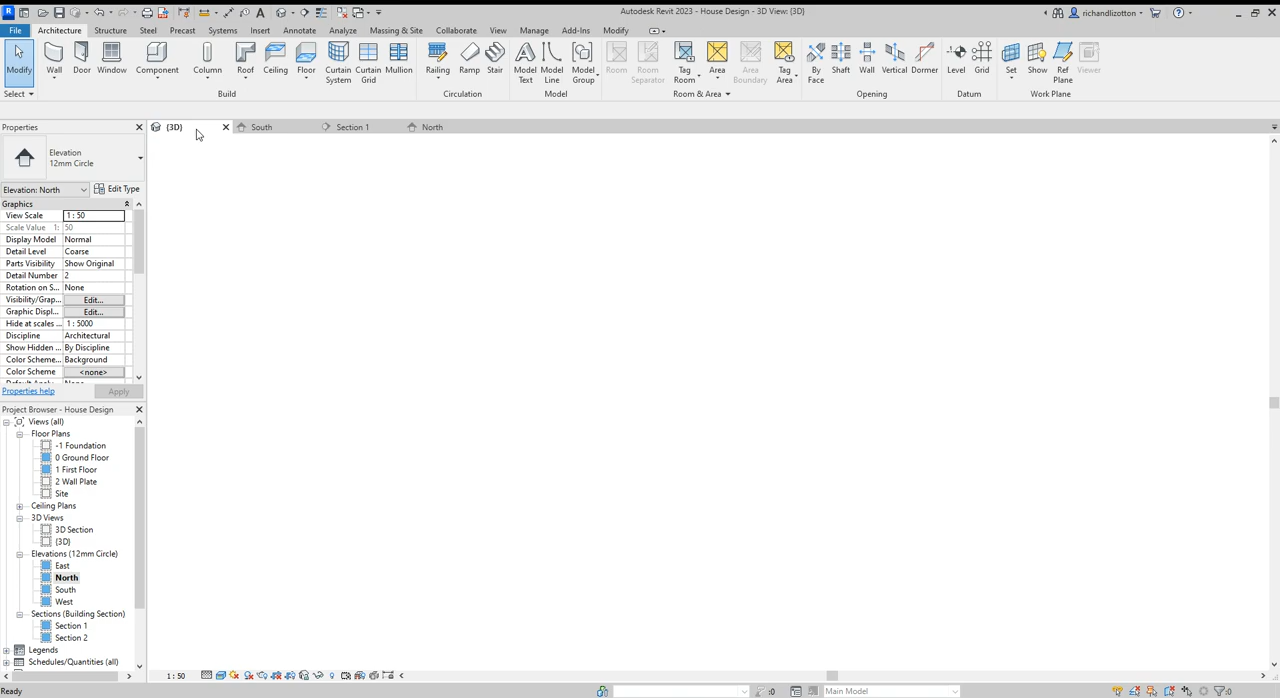 Autodesk Revit 2023 - House Design - 3D View: {3D}
richandlizotton
File Architecture Structure Steel Precast Systems Insert Annotate Analyze Massing & Site Collaborate View Manage Add-Ins Modify
Modify Wall Door Window Component Column Roof Ceiling Floor Curtain System Curtain Grid Mullion Railing Ramp Stair Model Text Model Line Model Group Room Room Separator Tag Room Area Area Boundary Tag Area By Face Shaft Wall Vertical Dormer Level Grid Set Show Ref Plane Viewer
Select Build Circulation Model Room & Area Opening Datum Work Plane
Properties
{3D} South Section 1 North
Elevation
12mm Circle
Elevation: North Edit Type
Graphics
View Scale 1 : 50
Scale Value 1: 50
Display Model Normal
Detail Level Coarse
Parts Visibility Show Original
Detail Number 2
Rotation on S... None
Visibility/Grap... Edit...
Graphic Displ... Edit...
Hide at scales ... 1 : 5000
Discipline Architectural
Show Hidden ... By Discipline
Color Scheme... Background
Color Scheme <none>
Properties help Apply
Project Browser - House Design
Views (all)
Floor Plans
-1 Foundation
0 Ground Floor
1 First Floor
2 Wall Plate
Site
Ceiling Plans
3D Views
3D Section
{3D}
Elevations (12mm Circle)
East
North
South
West
Sections (Building Section)
Section 1
Section 2
Legends
Schedules/Quantities (all)
1 : 50
Ready
:0 Main Model :0